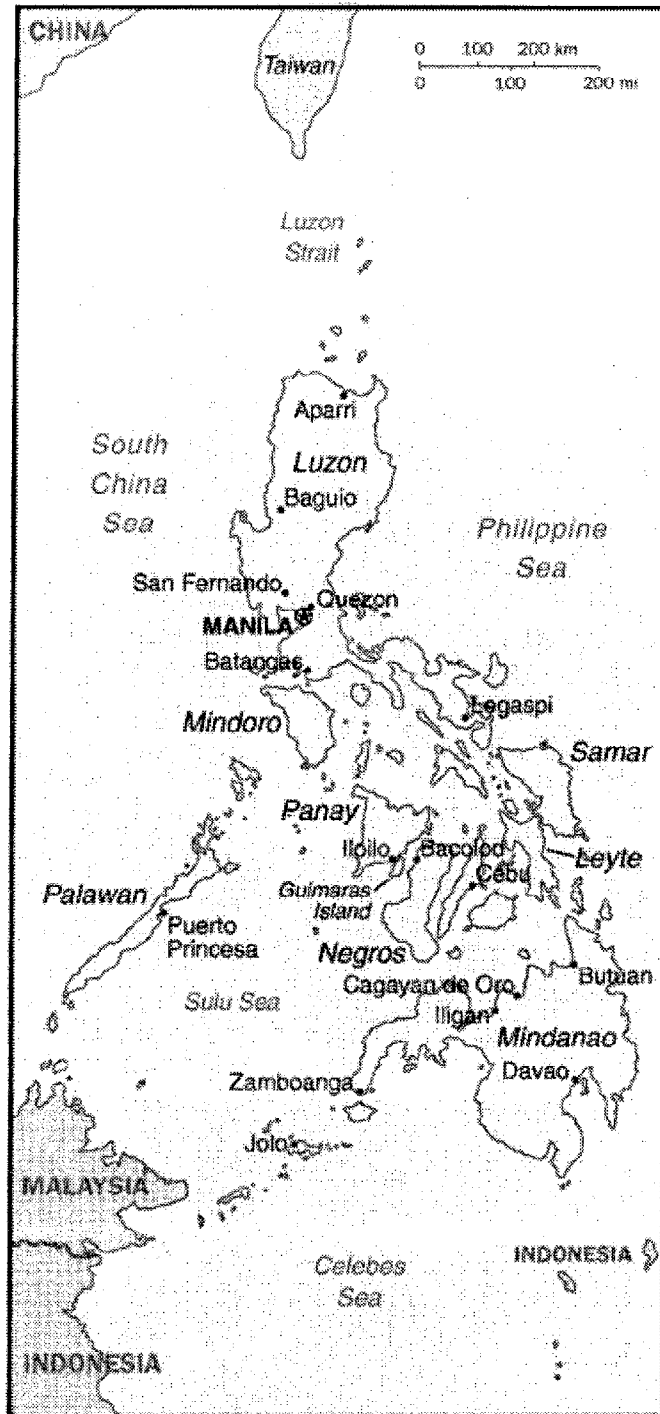 CHINA
Taiwan
0 100 200 km
0 100 200 mi
Luzon
Strait
Aparri
South
China
Sea
Luzon
Baguio
Philippine
Sea
San Fernando
Quezon
MANILA
Batangas
Legaspi
Mindoro
Samar
Panay
Iloilo
Bacolod
Leyte
Cebu
Guimaras
Island
Palawan
Puerto
Princesa
Negros
Butuan
Cagayan de Oro
Sulu Sea
Iligan
Mindanao
Davao
Zamboanga
Jolo
MALAYSIA
INDONESIA
Celebes
Sea
INDONESIA